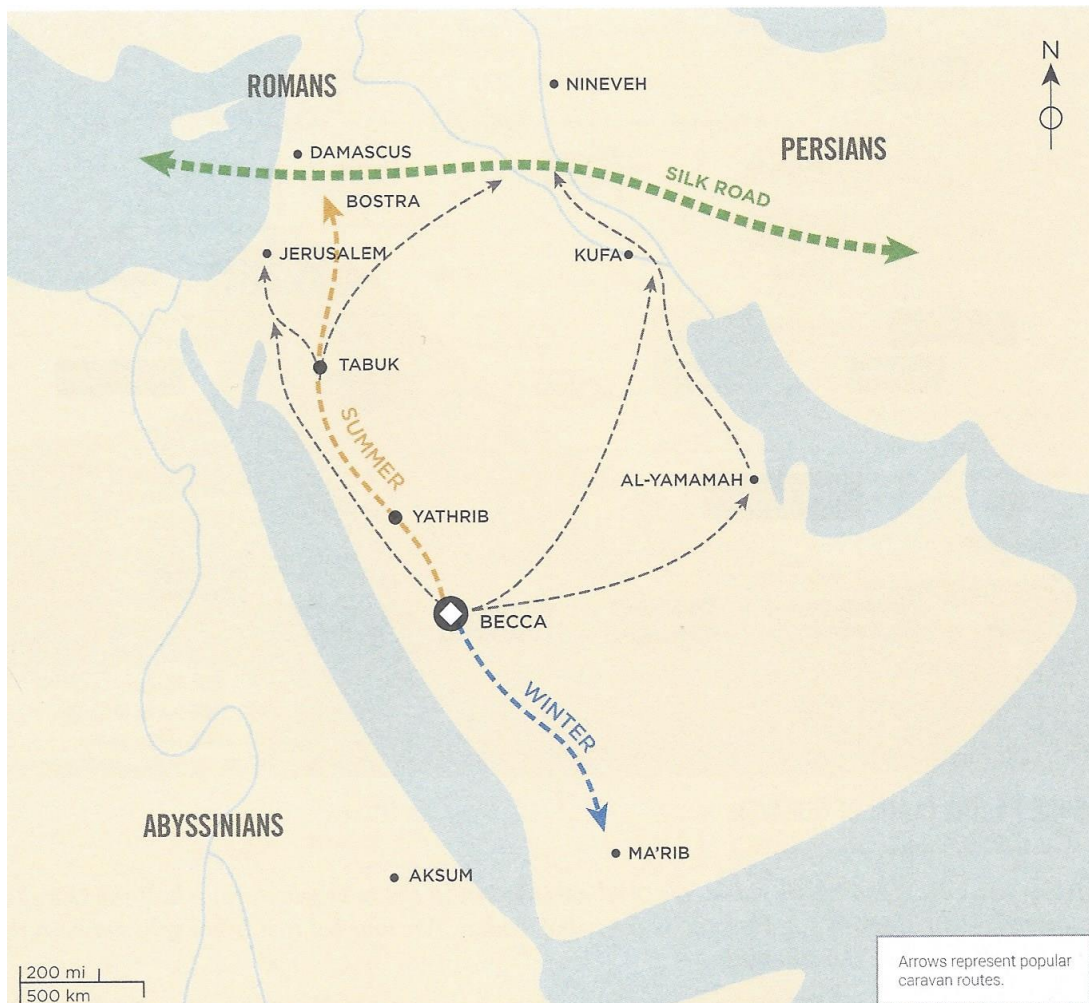 N
ROMANS
NINEVEH
PERSIANS
DAMASCUS
SILK ROAD
BOSTRA
JERUSALEM
KUFA
TABUK
SUMMER
AL-YAMAMAH
YATHRIB
BECCA
WINTER
ABYSSINIANS
MA'RIB
AKSUM
200 mi
500 km
Arrows represent popular
caravan routes.